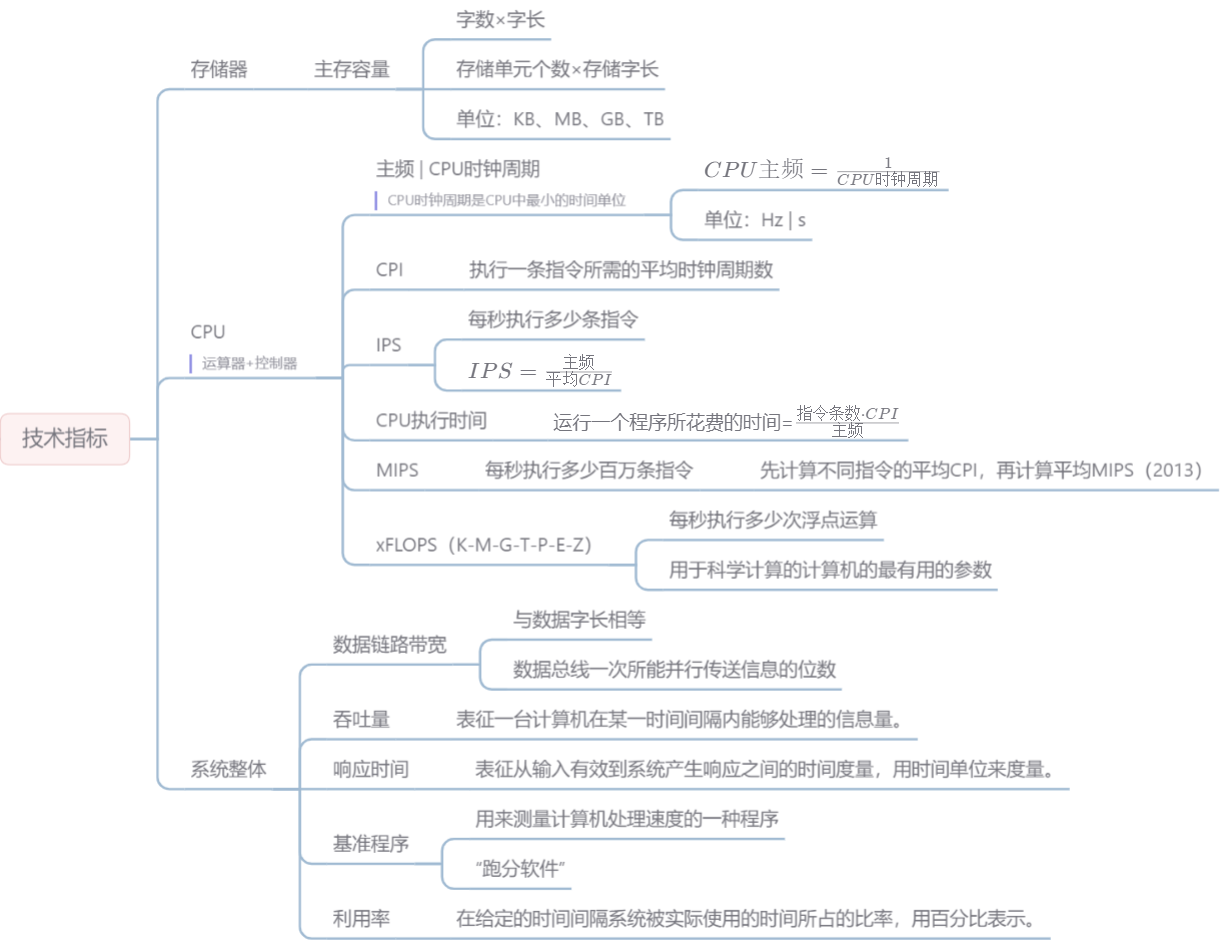 技术指标
存储器
主存容量
字数×字长
存储单元个数×存储字长
单位：KB、MB、GB、TB
CPU
运算器+控制器
主频 | CPU时钟周期
CPU时钟周期是CPU中最小的时间单位
CPU主频 = 1/CPU时钟周期
单位：Hz | s
CPI
执行一条指令所需的平均时钟周期数
IPS
每秒执行多少条指令
IPS = 主频/平均CPI
CPU执行时间
运行一个程序所花费的时间=指令条数·CPI/主频
MIPS
每秒执行多少百万条指令
先计算不同指令的平均CPI，再计算平均MIPS（2013）
xFLOPS（K-M-G-T-P-E-Z）
每秒执行多少次浮点运算
用于科学计算的计算机的最有用的参数
系统整体
数据链路带宽
与数据字长相等
数据总线一次所能并行传送信息的位数
吞吐量
表征一台计算机在某一时间间隔内能够处理的信息量。
响应时间
表征从输入有效到系统产生响应之间的时间度量，用时间单位来度量。
基准程序
用来测量计算机处理速度的一种程序
“跑分软件”
利用率
在给定的时间间隔系统被实际使用的时间所占的比率，用百分比表示。